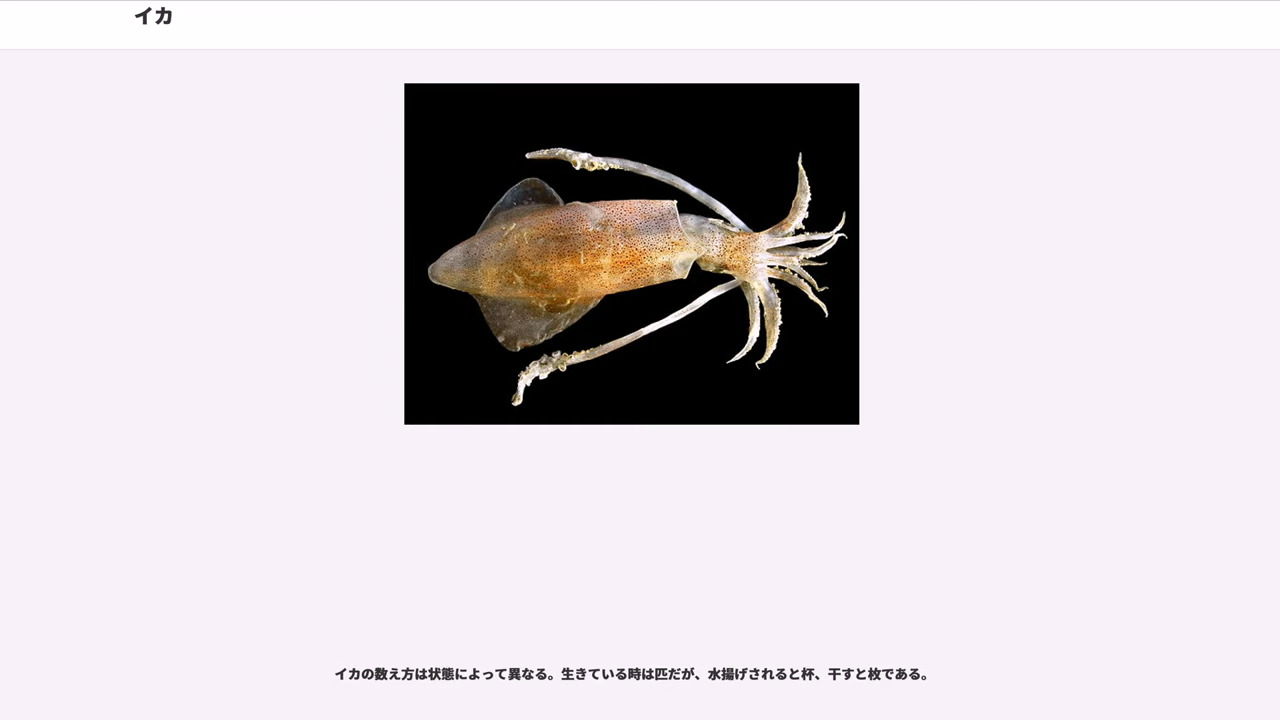 イカ
イカの数え方は状態によって異なる。生きている時は匹だが、水揚げされると杯、干すと枚である。